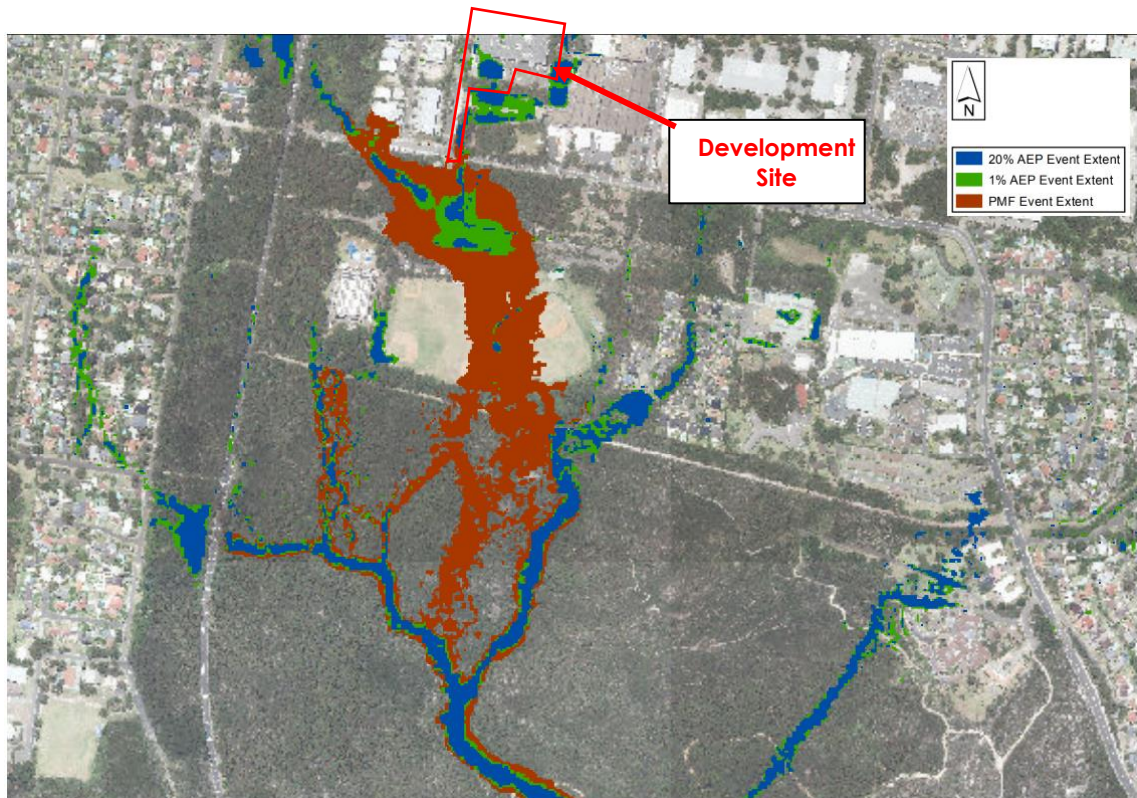 N
20% AEP Event Extent
1% AEP Event Extent
PMF Event Extent
Development
Site